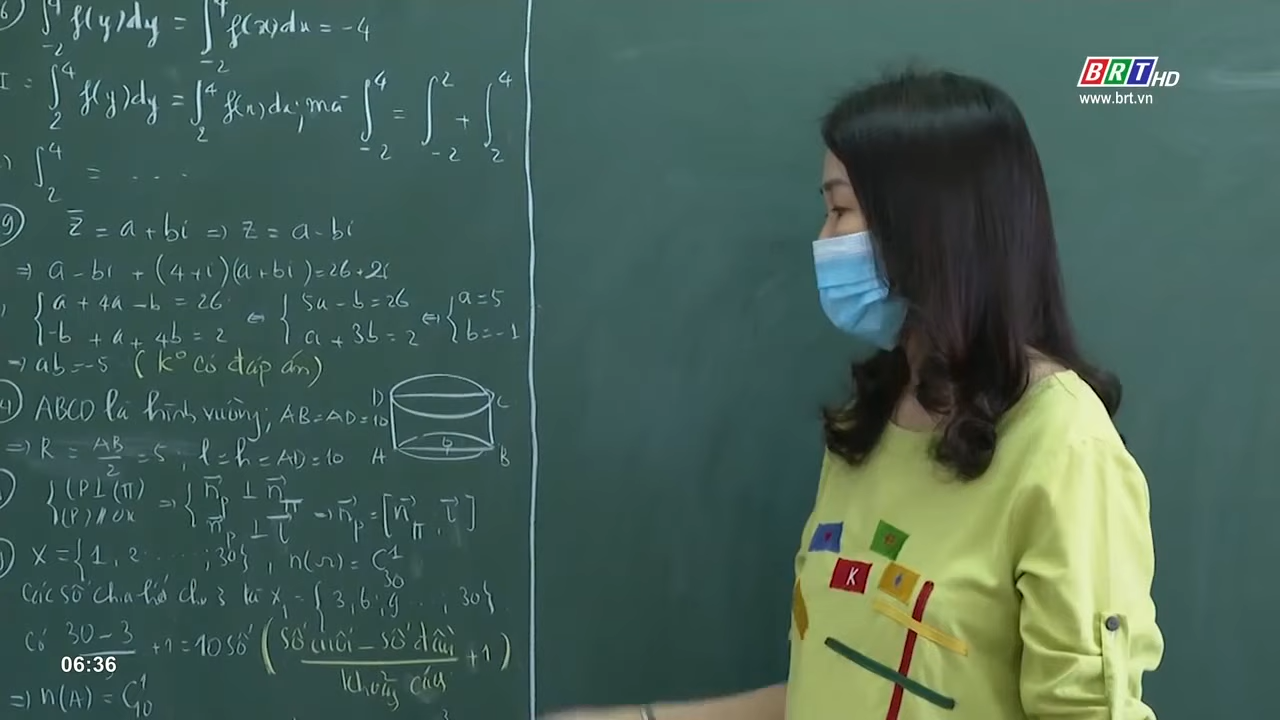 ∫₋₂⁴ f(y)dy = ∫₋₂⁴ f(x)dx = -4
I = ∫₂⁴ f(y)dy = ∫₂⁴ f(x)dx; mà ∫₋₂⁴ = ∫₋₂² + ∫₂⁴
∫₂⁴ = ....
z̄ = a+bi ⇒ z = a-bi
⇒ a-bi + (4+i)(a+bi)=26+2i
{a + 4a -b = 26 ⇔ {5a-b=26 ⇔ {a=5
-b + a + 4b = 2 a+3b=2 b=-1
⇒ ab=-5 (k° có đáp án)
ABCD là hình vuông; AB=AD=10
⇒ R = AB/2 = 5, l=h=AD=10
D C
A B
{(P)⊥(π) ⇒ {n⃗p ⊥ n⃗π
(P)//Ox n⃗p ⊥ i⃗ ⇒ n⃗p = [n⃗π, i⃗]
X = {1, 2 .....; 30}, n(Ω) = C¹₃₀
Các số chia hết cho 3 là X₁ = {3, 6, 9 ..., 30}
Có 30-3/3 +1 = 10 số (số cuối - số đầu/khoảng cách +1)
⇒ n(A) = C¹₁₀
BRT HD
www.brt.vn
K
06:36